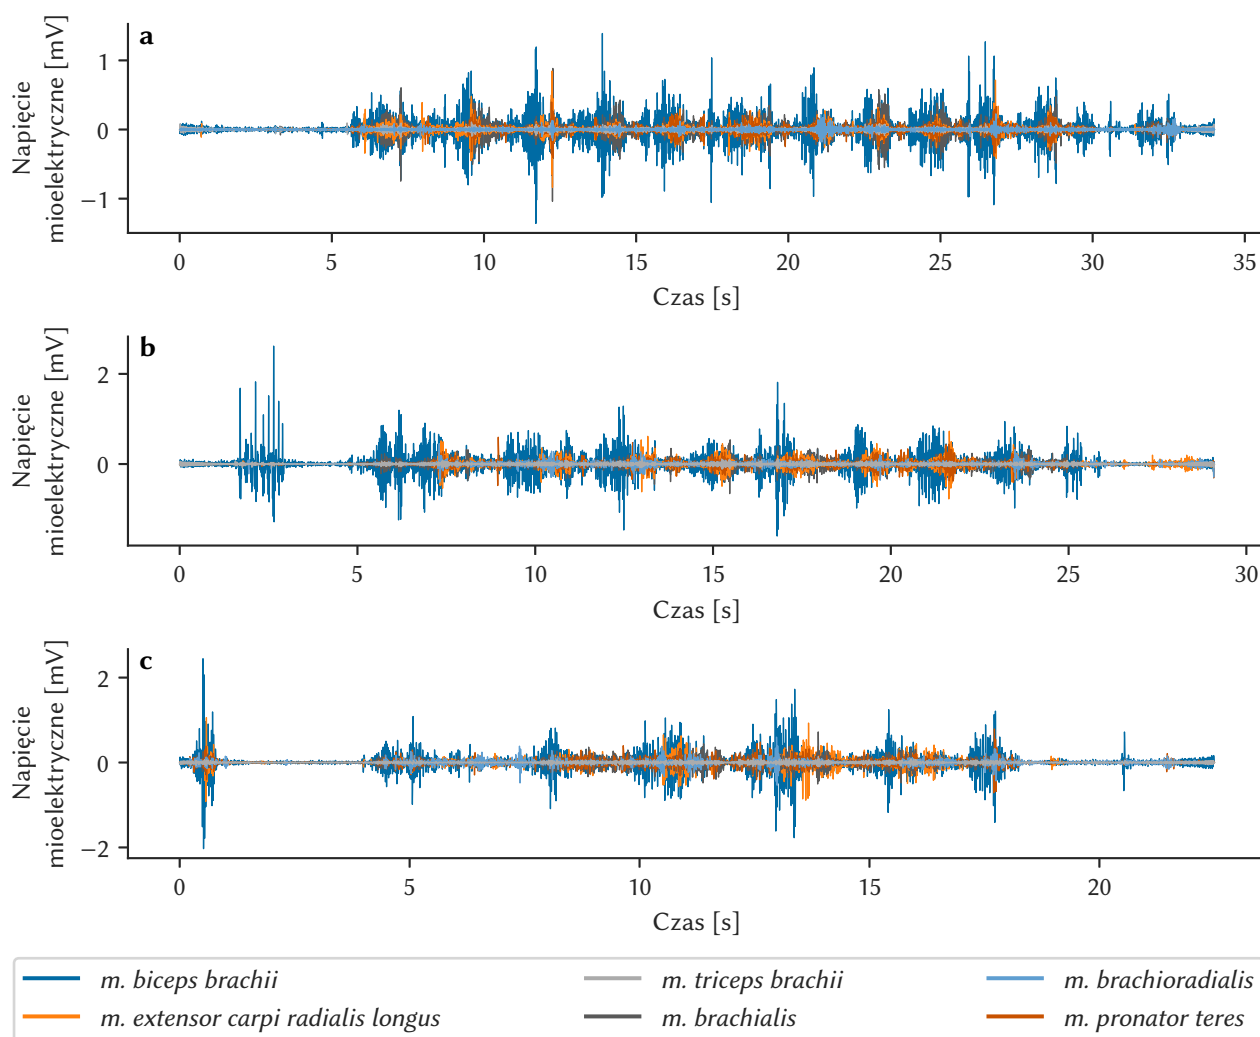 a
Napięcie
mioelektryczne [mV]
1
0
−1
0 5 10 15 20 25 30 35
Czas [s]
b
Napięcie
mioelektryczne [mV]
2
0
0 5 10 15 20 25 30
Czas [s]
c
Napięcie
mioelektryczne [mV]
2
0
−2
0 5 10 15 20
Czas [s]
m. biceps brachii m. triceps brachii m. brachioradialis
m. extensor carpi radialis longus m. brachialis m. pronator teres